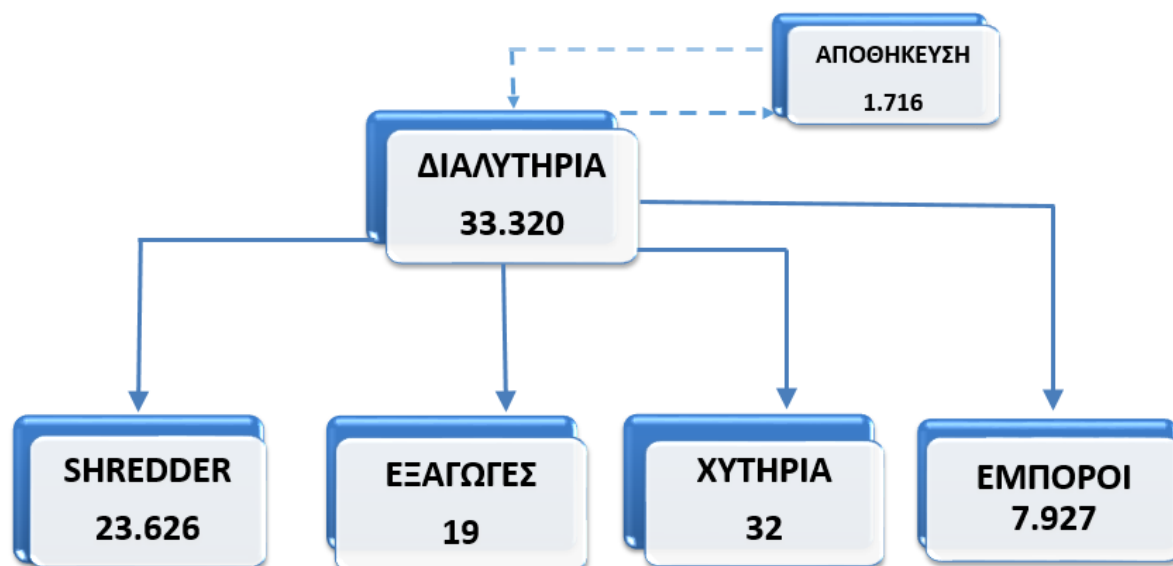 ΑΠΟΘΗΚΕΥΣΗ
1.716
ΔΙΑΛΥΤΗΡΙΑ
33.320
SHREDDER
23.626
ΕΞΑΓΩΓΕΣ
19
ΧΥΤΗΡΙΑ
32
ΕΜΠΟΡΟΙ
7.927